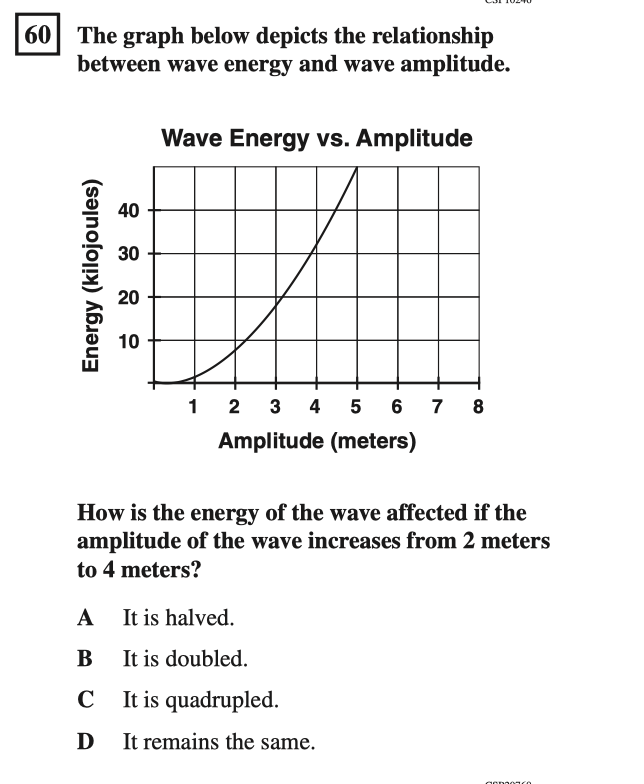 60 The graph below depicts the relationship
between wave energy and wave amplitude.
Wave Energy vs. Amplitude
Energy (kilojoules)
40
30
20
10
1 2 3 4 5 6 7 8
Amplitude (meters)
How is the energy of the wave affected if the
amplitude of the wave increases from 2 meters
to 4 meters?
A It is halved.
B It is doubled.
C It is quadrupled.
D It remains the same.